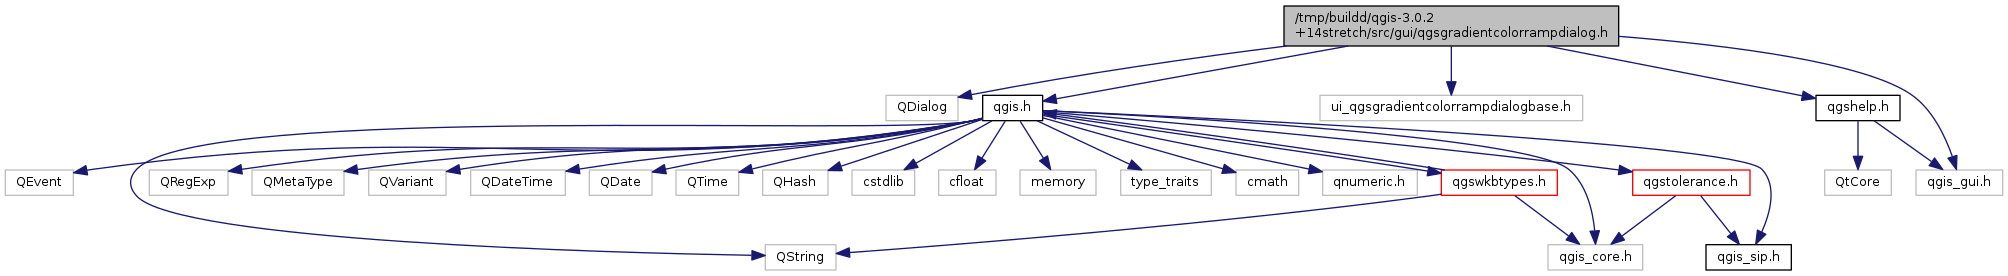 /tmp/buildd/qgis-3.0.2
+14stretch/src/gui/qgsgradientcolorrampdialog.h
QDialog
qgis.h
ui_qgsgradientcolorrampdialogbase.h
qgshelp.h
QEvent
QRegExp
QMetaType
QVariant
QDateTime
QDate
QTime
QHash
cstdlib
cfloat
memory
type_traits
cmath
qnumeric.h
qgswkbtypes.h
qgstolerance.h
QtCore
qgis_gui.h
QString
qgis_core.h
qgis_sip.h